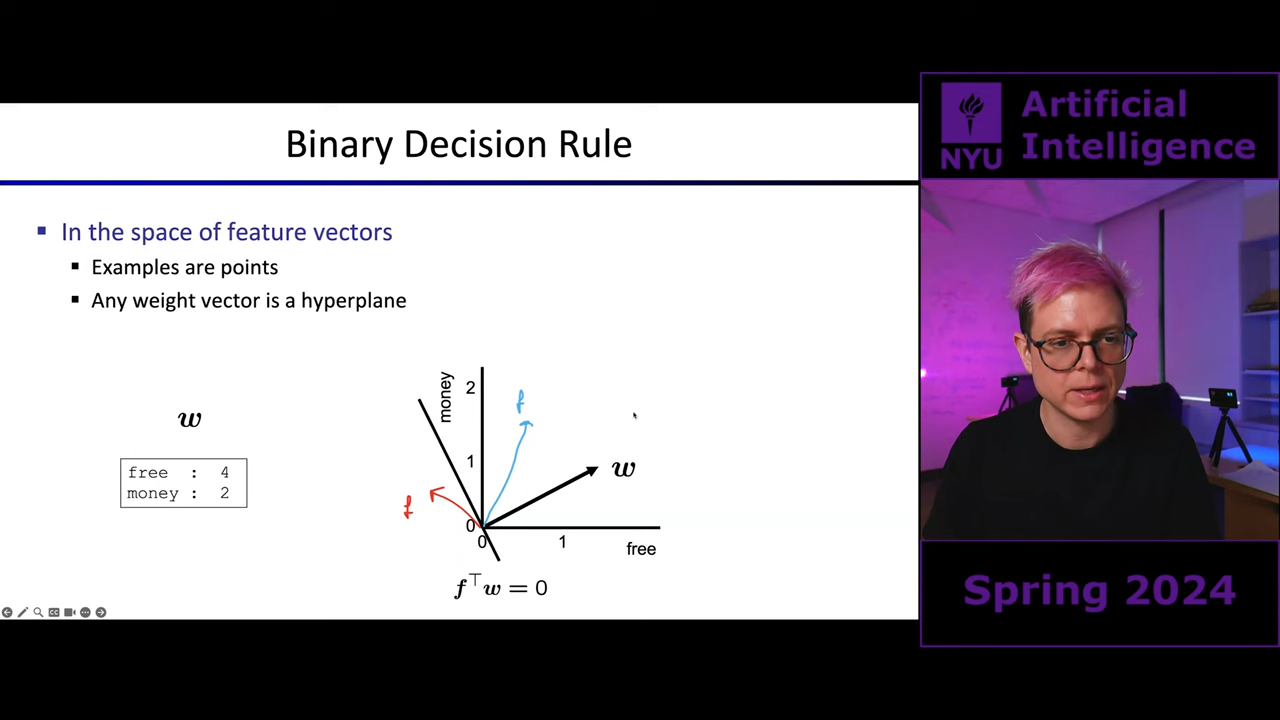 Binary Decision Rule
In the space of feature vectors
Examples are points
Any weight vector is a hyperplane
w
free : 4
money : 2
money
2
1
0
0
1
free
f
f
w
f⊤w = 0
NYU
Artificial
Intelligence
Spring 2024